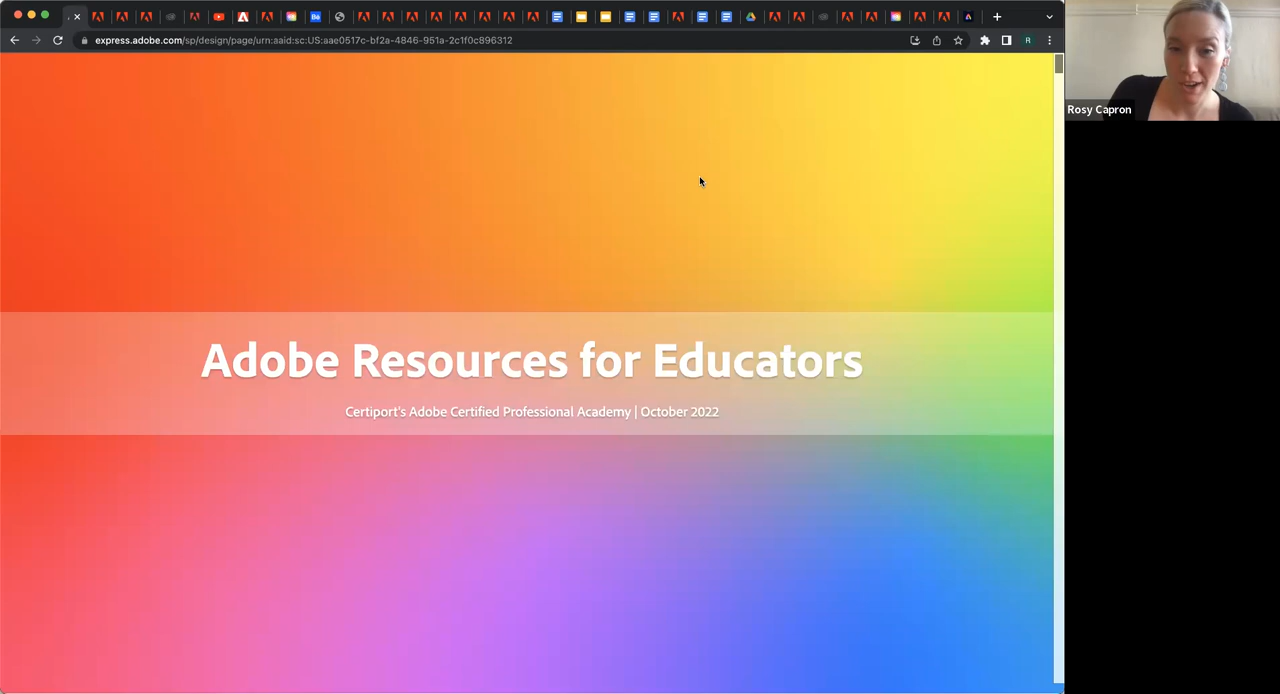 express.adobe.com/sp/design/page/urn:aaid:sc:US:aae0517c-bf2a-4846-951a-2c1f0c896312
R
Rosy Capron
Adobe Resources for Educators
Certiport's Adobe Certified Professional Academy | October 2022